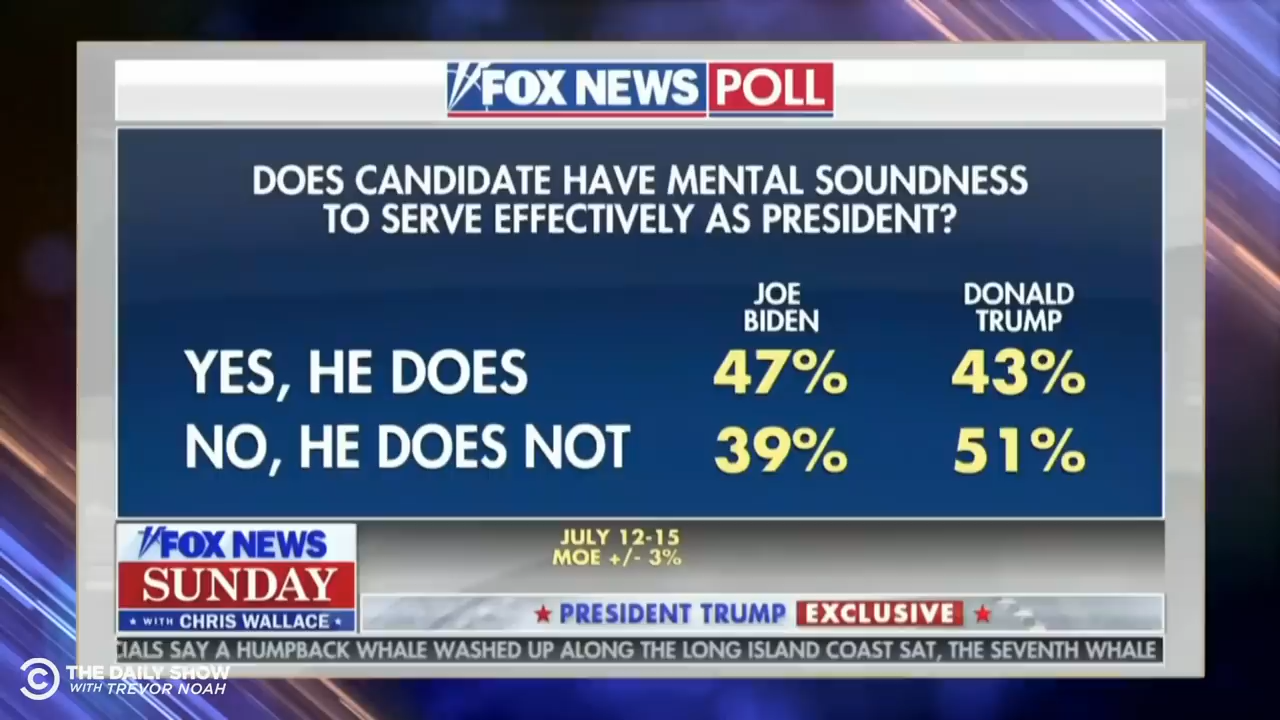 FOX NEWS POLL
DOES CANDIDATE HAVE MENTAL SOUNDNESS
TO SERVE EFFECTIVELY AS PRESIDENT?
JOE
BIDEN
DONALD
TRUMP
YES, HE DOES 47% 43%
NO, HE DOES NOT 39% 51%
JULY 12-15
MOE +/- 3%
FOX NEWS
SUNDAY
WITH CHRIS WALLACE
PRESIDENT TRUMP EXCLUSIVE
CIALS SAY A HUMPBACK WHALE WASHED UP ALONG THE LONG ISLAND COAST SAT, THE SEVENTH WHALE
THE DAILY SHOW
WITH TREVOR NOAH